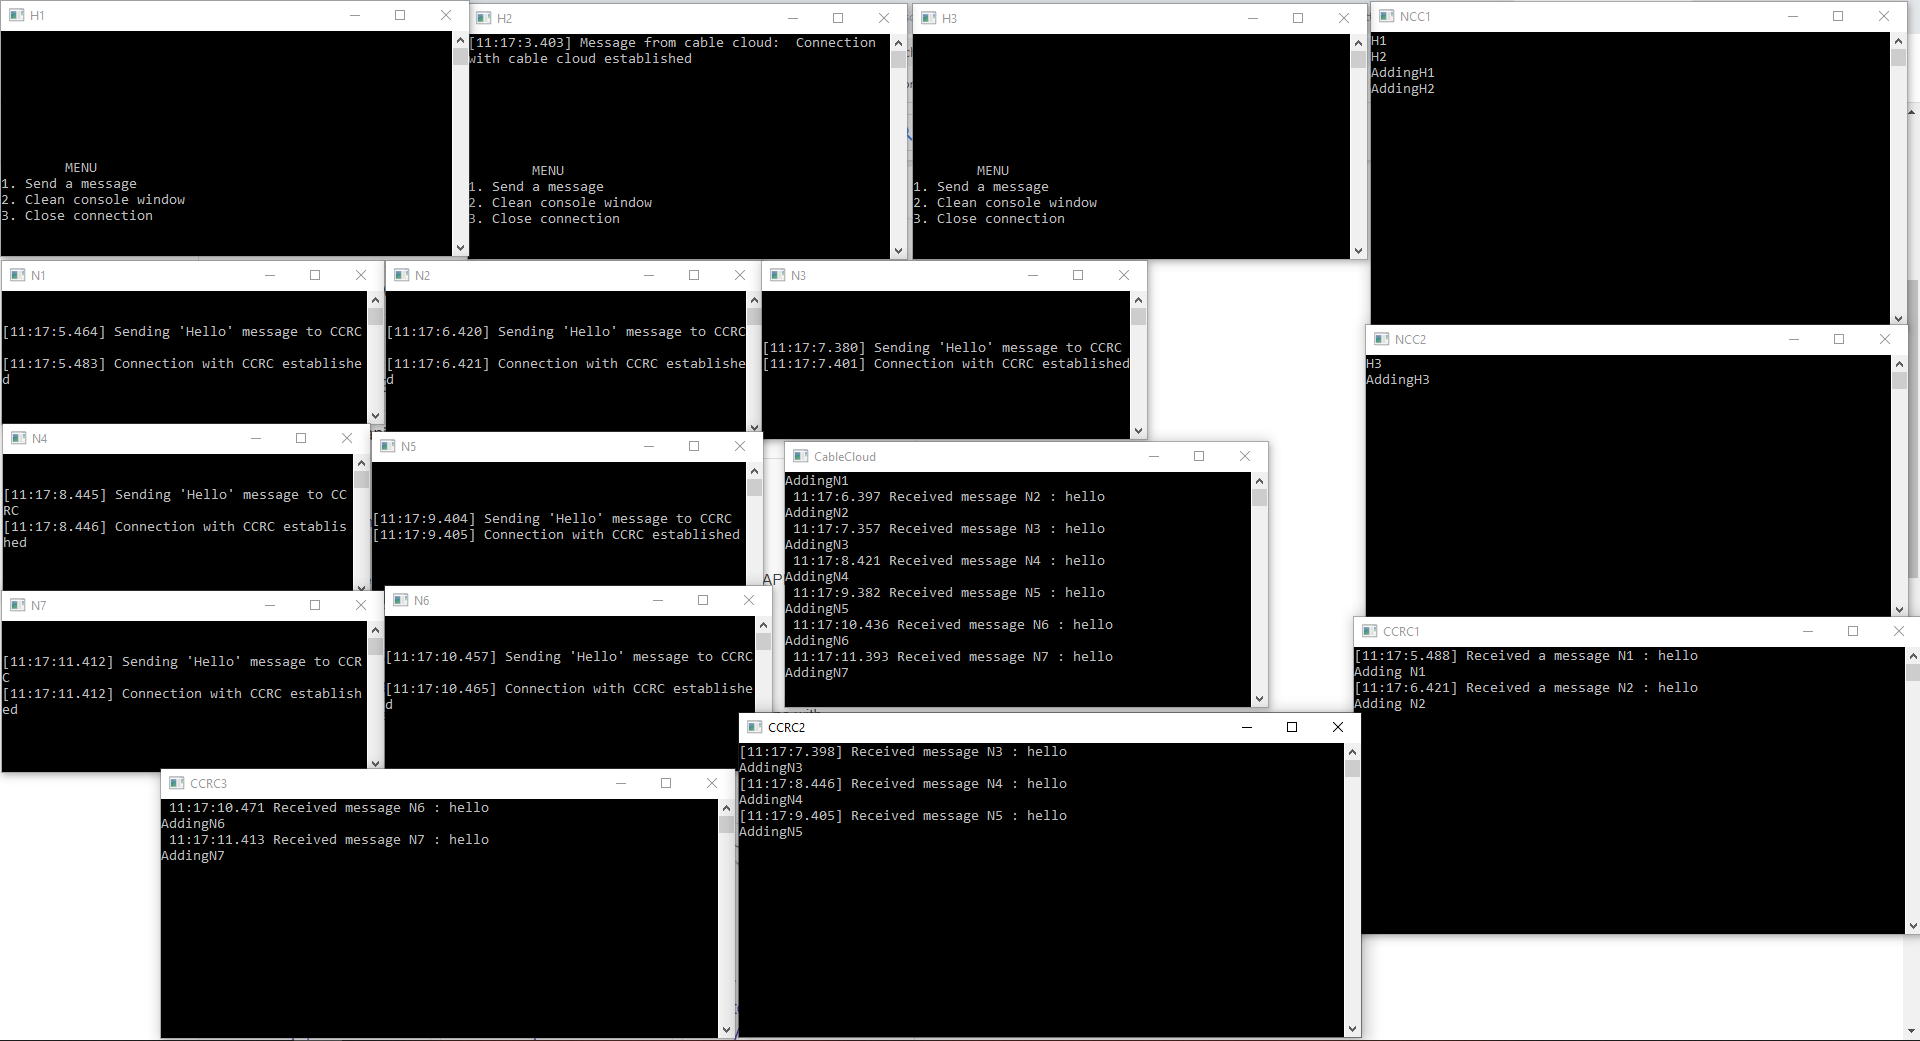 H1
MENU
1. Send a message
2. Clean console window
3. Close connection
H2
[11:17:3.403] Message from cable cloud:  Connection
with cable cloud established
MENU
1. Send a message
2. Clean console window
3. Close connection
H3
MENU
1. Send a message
2. Clean console window
3. Close connection
NCC1
H1
H2
AddingH1
AddingH2
N1
[11:17:5.464] Sending 'Hello' message to CCRC
[11:17:5.483] Connection with CCRC establishe
d
N2
[11:17:6.420] Sending 'Hello' message to CCRC
[11:17:6.421] Connection with CCRC establishe
d
N3
[11:17:7.380] Sending 'Hello' message to CCRC
[11:17:7.401] Connection with CCRC established
NCC2
H3
AddingH3
N4
[11:17:8.445] Sending 'Hello' message to CC
RC
[11:17:8.446] Connection with CCRC establis
hed
N5
[11:17:9.404] Sending 'Hello' message to CCRC
[11:17:9.405] Connection with CCRC established
CableCloud
AddingN1
11:17:6.397 Received message N2 : hello
AddingN2
11:17:7.357 Received message N3 : hello
AddingN3
11:17:8.421 Received message N4 : hello
AddingN4
11:17:9.382 Received message N5 : hello
AddingN5
11:17:10.436 Received message N6 : hello
AddingN6
11:17:11.393 Received message N7 : hello
AddingN7
AP
N7
[11:17:11.412] Sending 'Hello' message to CCR
C
[11:17:11.412] Connection with CCRC establish
ed
N6
[11:17:10.457] Sending 'Hello' message to CCRC
[11:17:10.465] Connection with CCRC establishe
d
CCRC1
[11:17:5.488] Received a message N1 : hello
Adding N1
[11:17:6.421] Received a message N2 : hello
Adding N2
CCRC2
[11:17:7.398] Received message N3 : hello
AddingN3
[11:17:8.446] Received message N4 : hello
AddingN4
[11:17:9.405] Received message N5 : hello
AddingN5
CCRC3
11:17:10.471 Received message N6 : hello
AddingN6
11:17:11.413 Received message N7 : hello
AddingN7